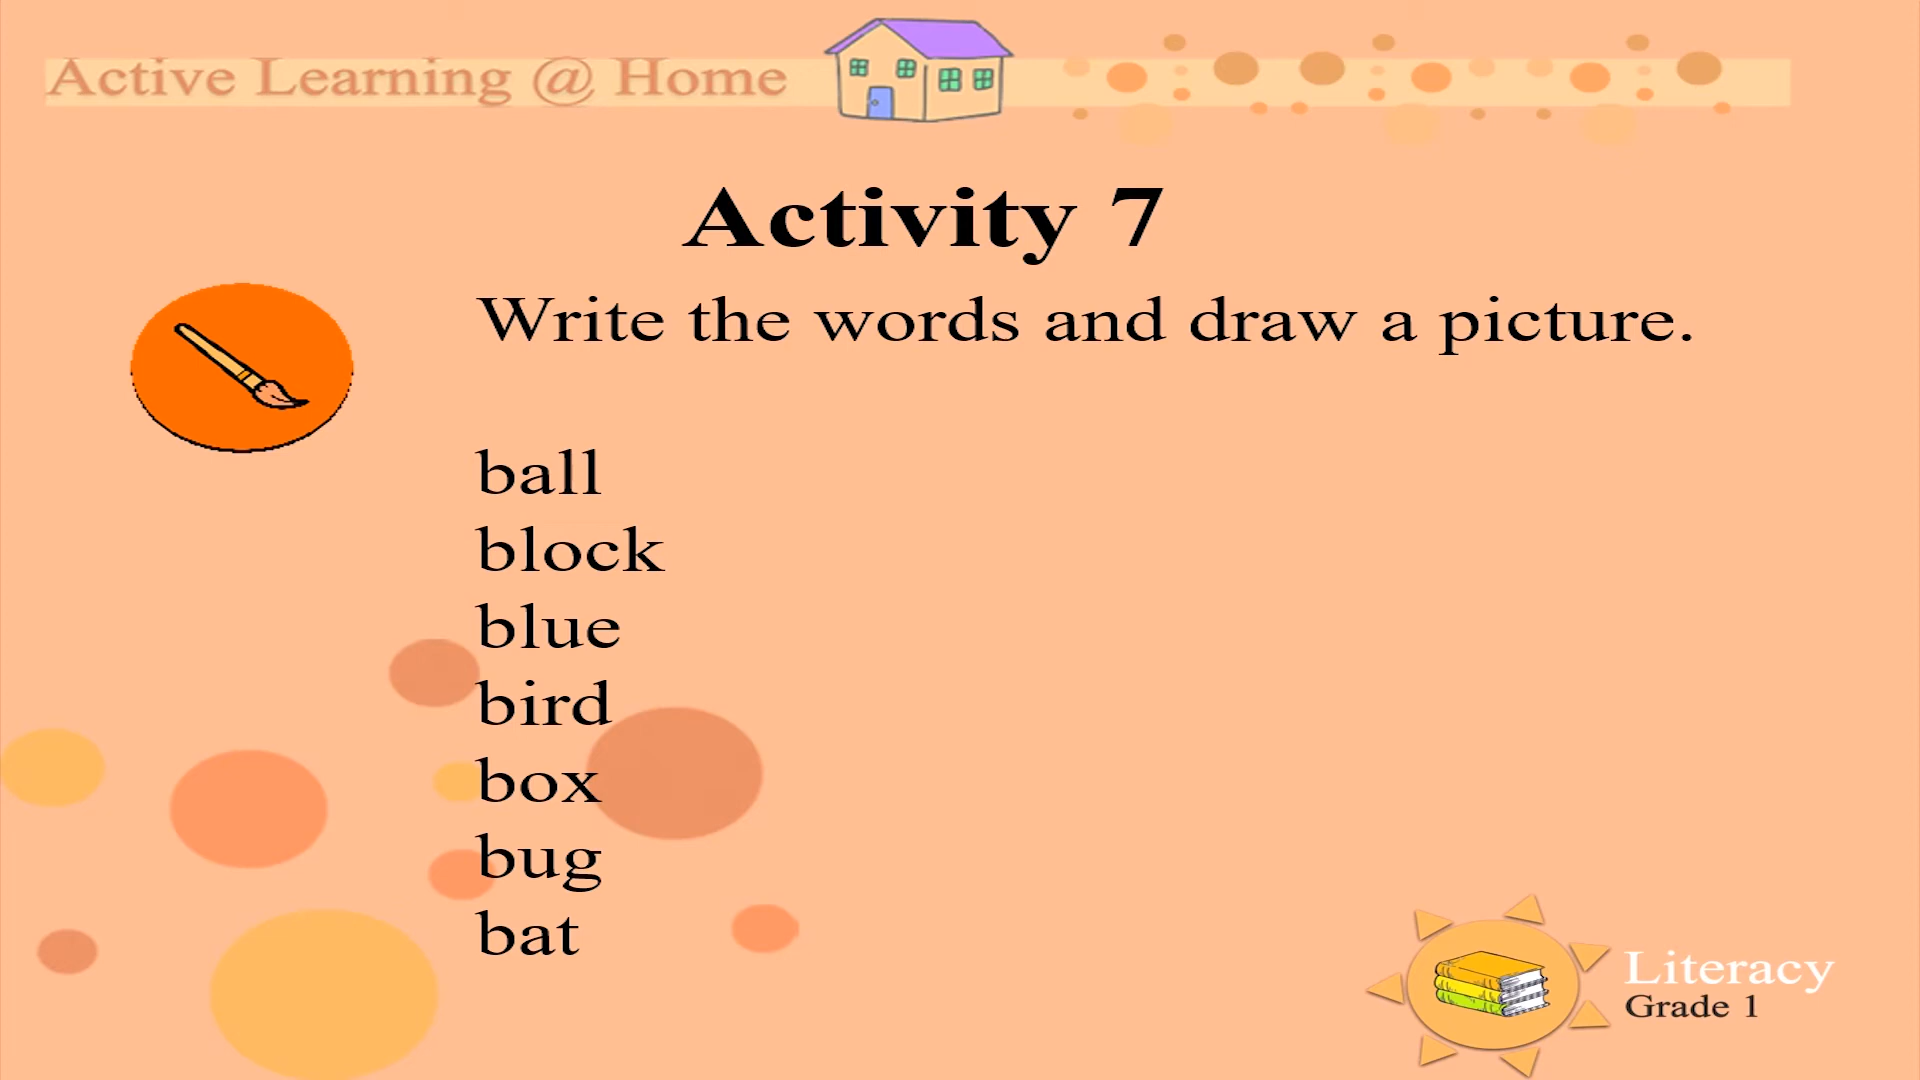 Active Learning @ Home
Activity 7
Write the words and draw a picture.
ball
block
blue
bird
box
bug
bat
Literacy
Grade 1